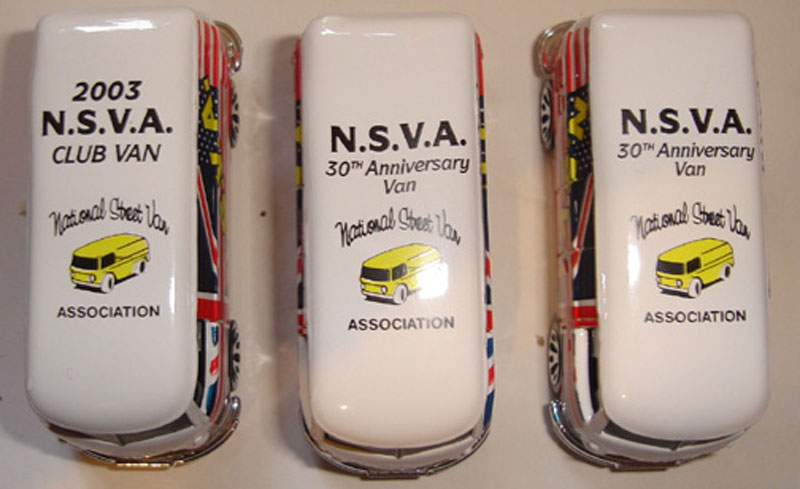 2003
N.S.V.A.
CLUB VAN
National Street Van
ASSOCIATION
N.S.V.A.
30TH Anniversary
Van
National Street Van
ASSOCIATION
N.S.V.A.
30TH Anniversary
Van
National Street Van
ASSOCIATION